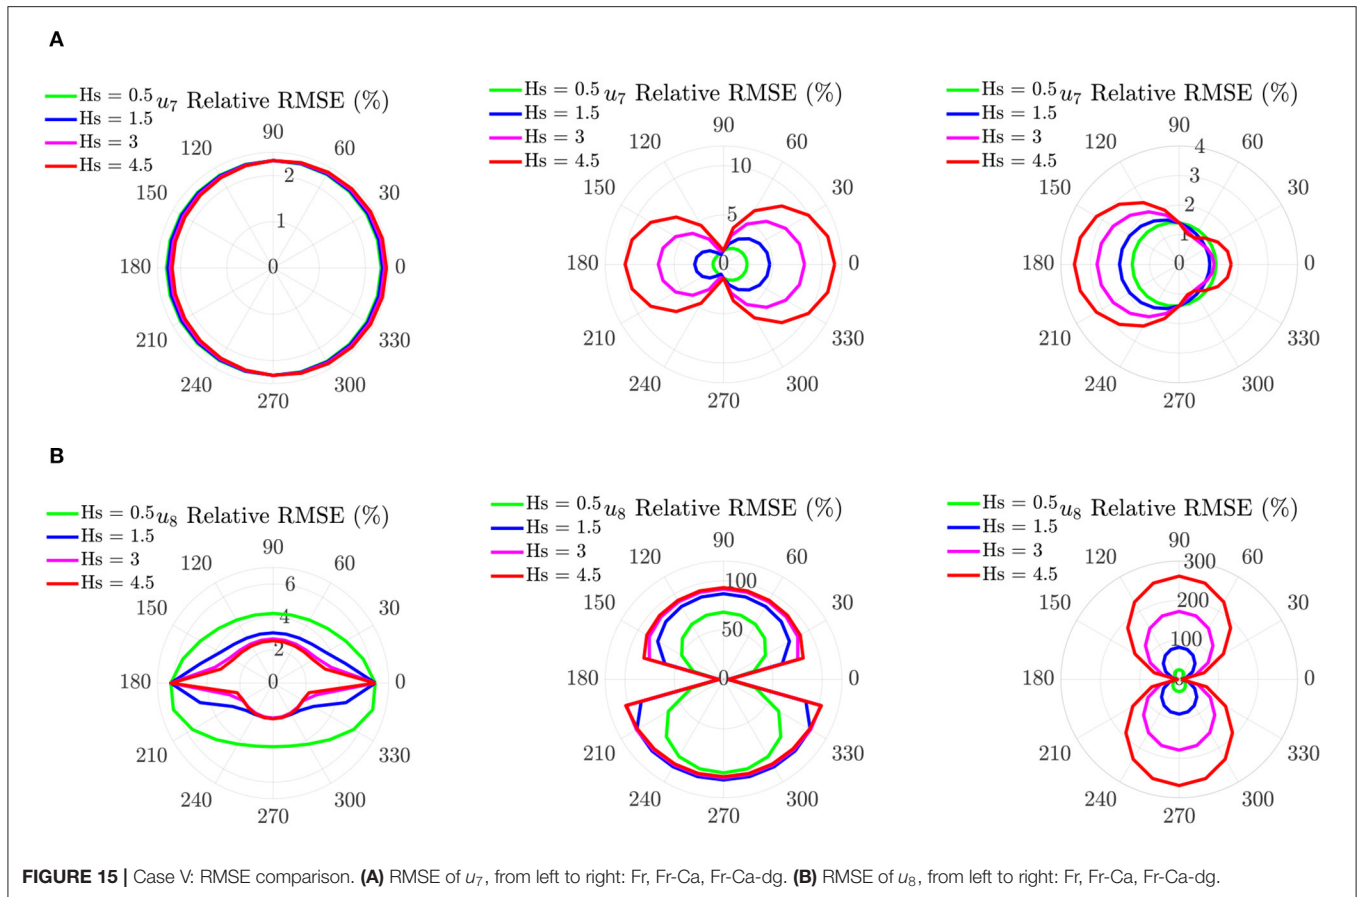 A
Hs = 0.5
Hs = 1.5
Hs = 3
Hs = 4.5
u7 Relative RMSE (%)
90
120 60
150 30
180 0
210 330
240 300
270
0 1 2
Hs = 0.5
Hs = 1.5
Hs = 3
Hs = 4.5
u7 Relative RMSE (%)
90
120 60
150 30
180 0
210 330
240 300
270
0 5 10
Hs = 0.5
Hs = 1.5
Hs = 3
Hs = 4.5
u7 Relative RMSE (%)
90
120 60
150 30
180 0
210 330
240 300
270
0 1 2 3 4
B
Hs = 0.5
Hs = 1.5
Hs = 3
Hs = 4.5
u8 Relative RMSE (%)
90
120 60
150 30
180 0
210 330
240 300
270
0 2 4 6
Hs = 0.5
Hs = 1.5
Hs = 3
Hs = 4.5
u8 Relative RMSE (%)
90
120 60
150 30
180 0
210 330
240 300
270
0 50 100
Hs = 0.5
Hs = 1.5
Hs = 3
Hs = 4.5
u8 Relative RMSE (%)
90
120 60
150 30
180 0
210 330
240 300
270
0 100 200 300
FIGURE 15 | Case V: RMSE comparison. (A) RMSE of u7, from left to right: Fr, Fr-Ca, Fr-Ca-dg. (B) RMSE of u8, from left to right: Fr, Fr-Ca, Fr-Ca-dg.